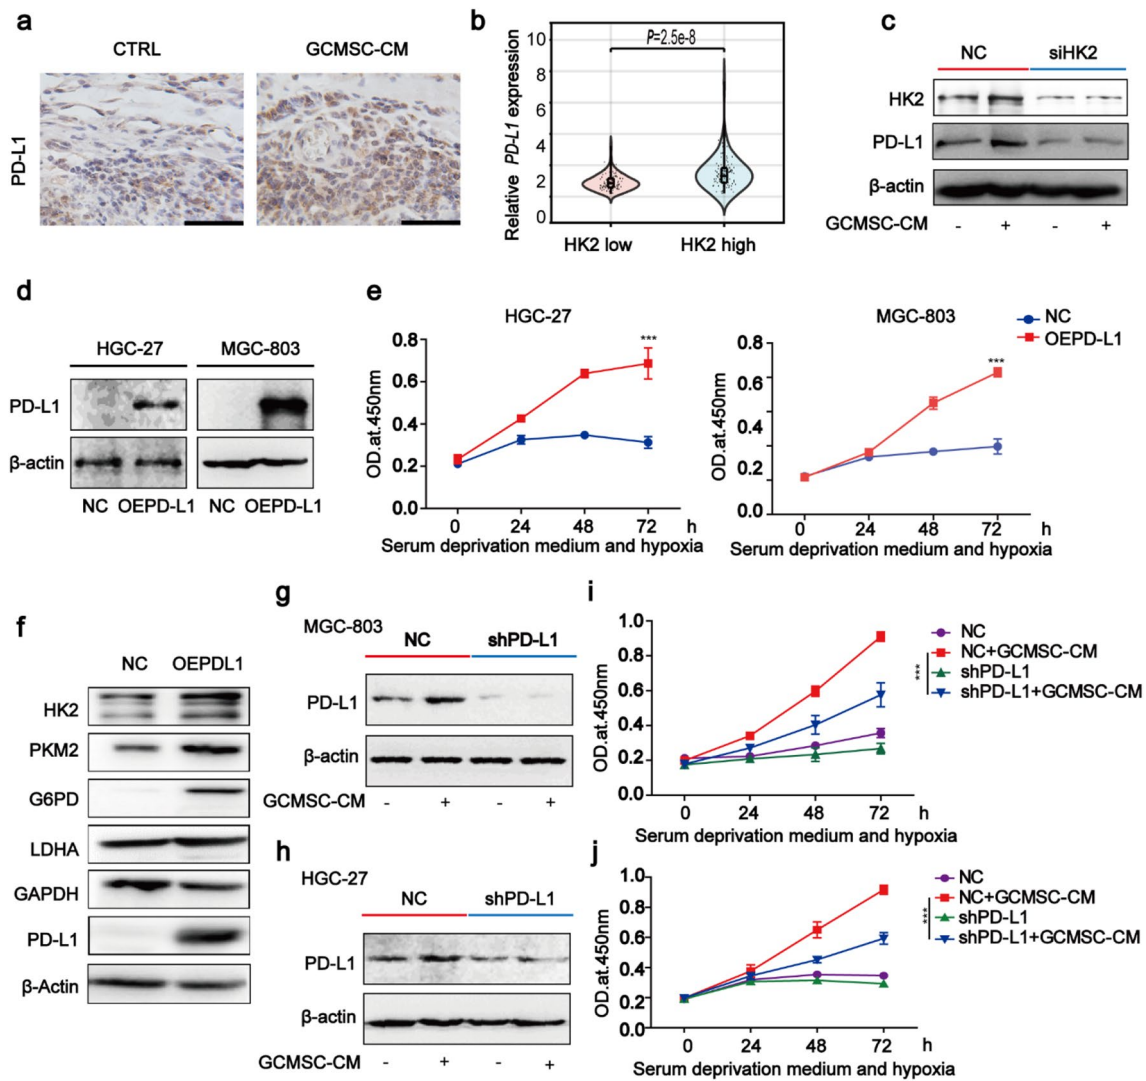 a
CTRL GCMSC-CM
PD-L1
b
P=2.5e-8
Relative PD-L1 expression
10
8
6
4
2
0
HK2 low HK2 high
c
NC siHK2
HK2
PD-L1
β-actin
GCMSC-CM - + - +
d
HGC-27 MGC-803
PD-L1
β-actin
NC OEPD-L1 NC OEPD-L1
e
HGC-27
OD.at.450nm
0.8
0.6
0.4
0.2
0.0
***
0 24 48 72 h
Serum deprivation medium and hypoxia
MGC-803
NC
OEPD-L1
OD.at.450nm
0.8
0.6
0.4
0.2
0.0
***
0 24 48 72 h
Serum deprivation medium and hypoxia
f
NC OEPDL1
HK2
PKM2
G6PD
LDHA
GAPDH
PD-L1
β-Actin
g
MGC-803
NC shPD-L1
PD-L1
β-actin
GCMSC-CM - + - +
h
HGC-27
NC shPD-L1
PD-L1
β-actin
GCMSC-CM - + - +
i
OD.at.450nm
1.0
0.8
0.6
0.4
0.2
0.0
0 24 48 72 h
Serum deprivation medium and hypoxia
NC
NC+GCMSC-CM
shPD-L1
shPD-L1+GCMSC-CM
***
j
OD.at.450nm
1.0
0.8
0.6
0.4
0.2
0.0
0 24 48 72 h
Serum deprivation medium and hypoxia
NC
NC+GCMSC-CM
shPD-L1
shPD-L1+GCMSC-CM
***